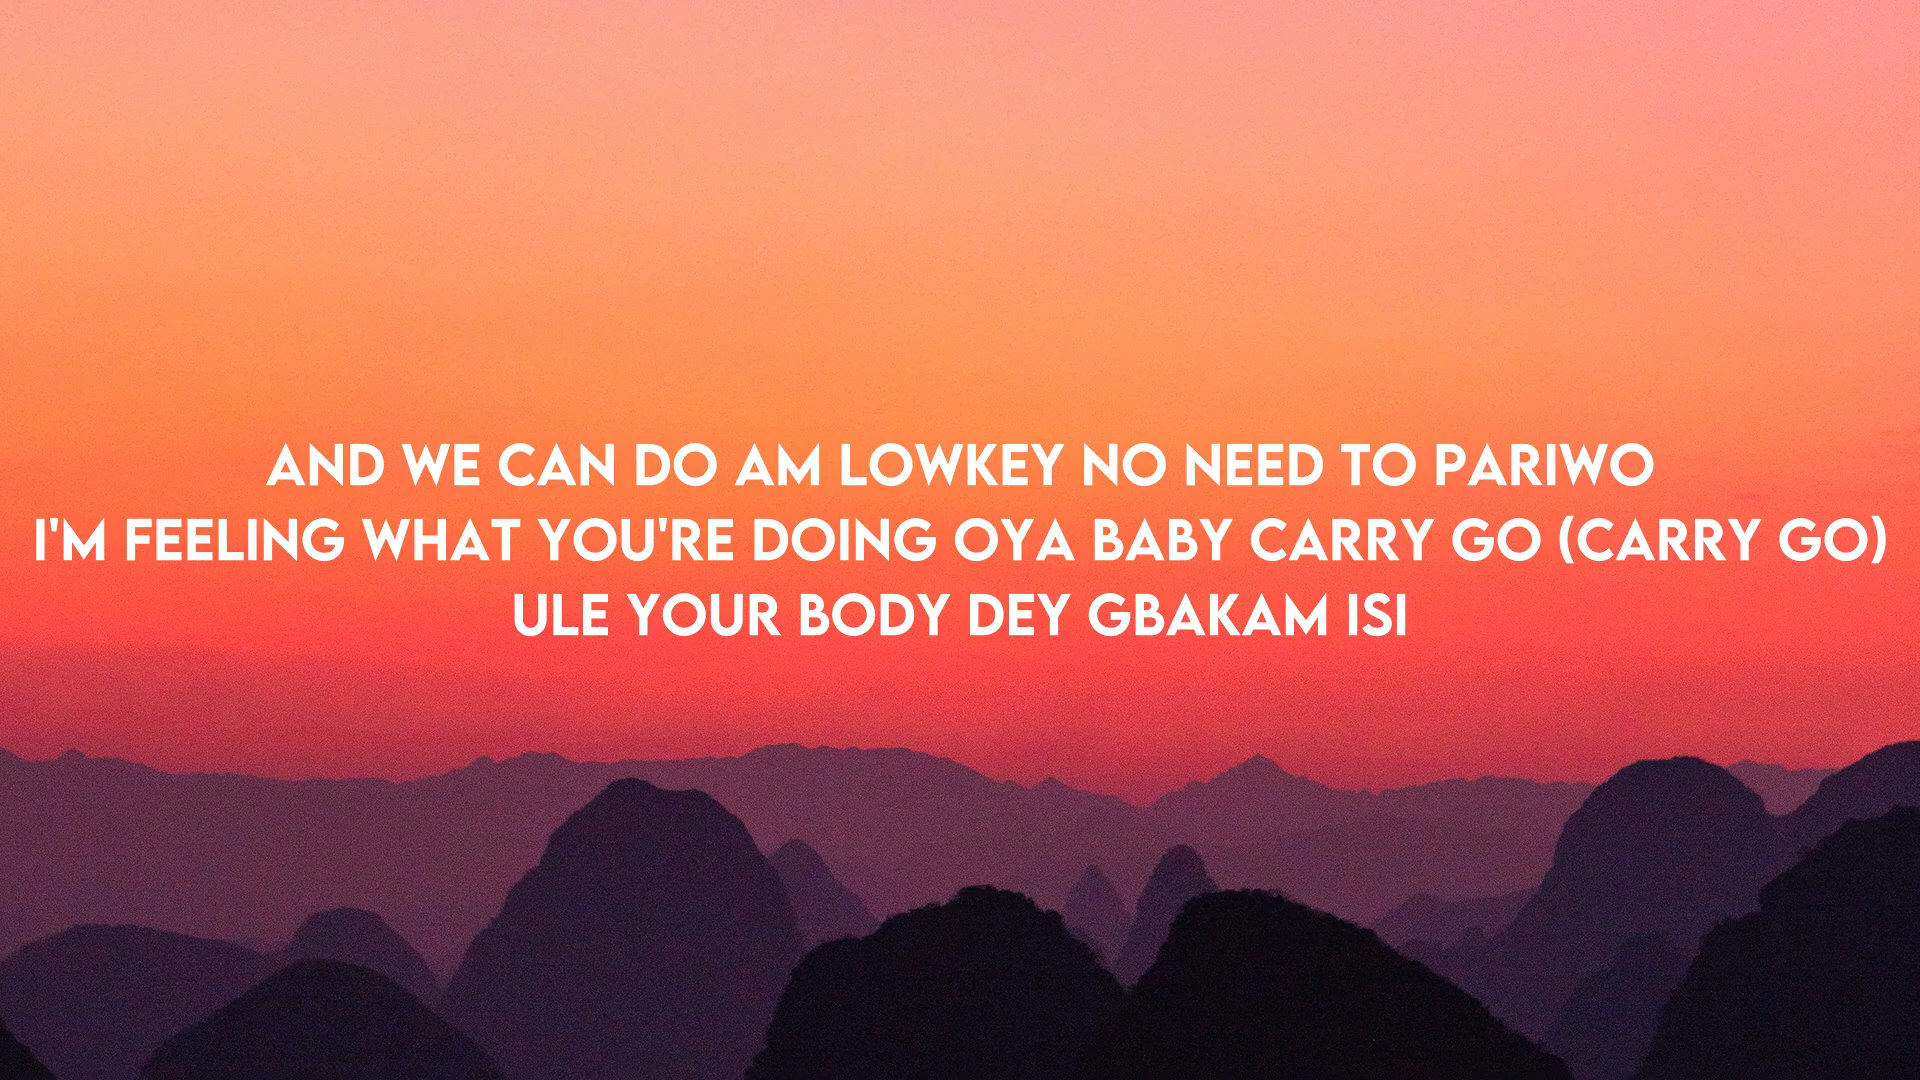 AND WE CAN DO AM LOWKEY NO NEED TO PARIWO
I'M FEELING WHAT YOU'RE DOING OYA BABY CARRY GO (CARRY GO)
ULE YOUR BODY DEY GBAKAM ISI